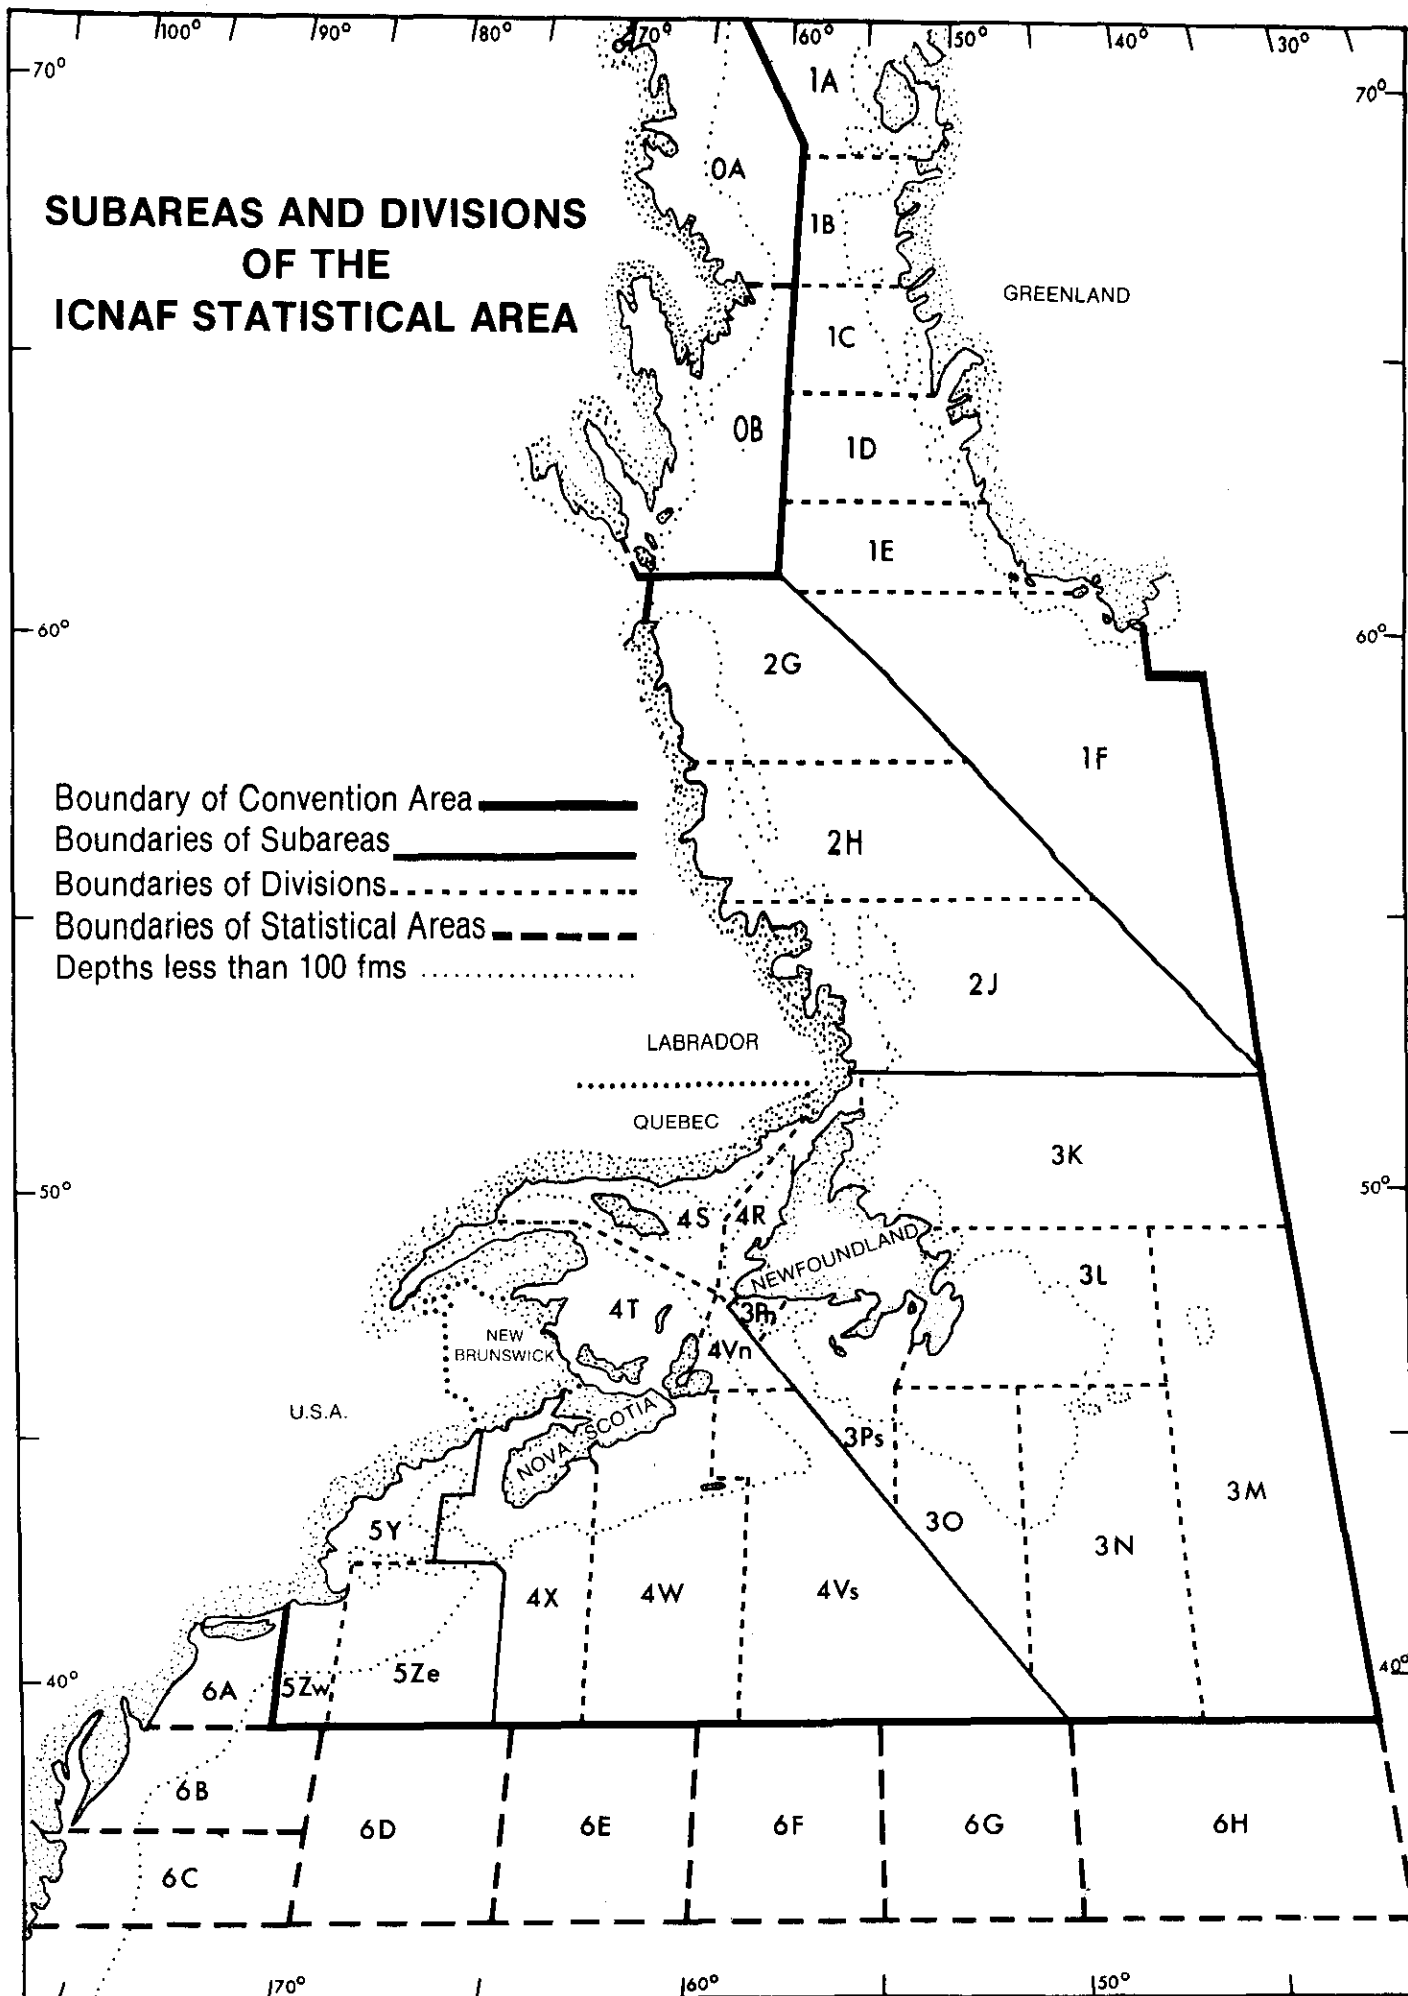 100° 90° 80° 70° 60° 50° 40° 30°
70° 70°
1A
0A
SUBAREAS AND DIVISIONS
OF THE
ICNAF STATISTICAL AREA
1B
GREENLAND
1C
0B
1D
1E
60° 60°
2G
1F
Boundary of Convention Area
Boundaries of Subareas
Boundaries of Divisions
Boundaries of Statistical Areas
Depths less than 100 fms
2H
2J
LABRADOR
QUEBEC
3K
50° 50°
4S 4R
NEWFOUNDLAND
3L
4T 3Pn
NEW
BRUNSWICK
4Vn
U.S.A.
NOVA SCOTIA
3Ps
3M
5Y
3O
3N
4X 4W 4Vs
40° 40°
6A 5Zw 5Ze
6B
6D 6E 6F 6G 6H
6C
70° 60° 50°